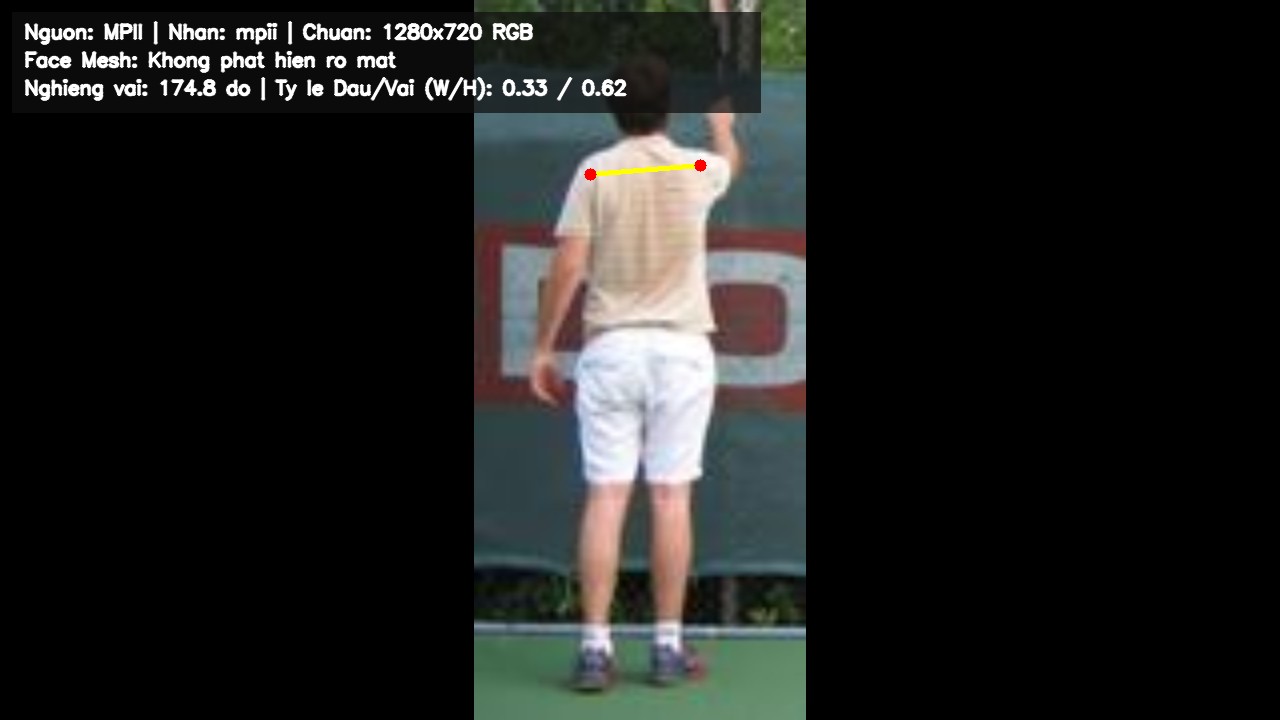 Nguon: MPII | Nhan: mpii | Chuan: 1280x720 RGB
Face Mesh: Khong phat hien ro mat
Nghieng vai: 174.8 do | Ty le Dau/Vai (W/H): 0.33 / 0.62